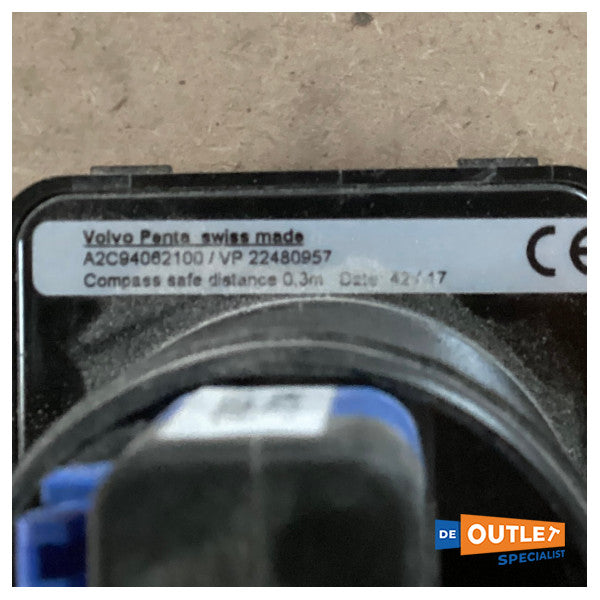 Volvo Penta swiss made
A2C94062100 / VP 22480957
Compass safe distance 0.3m Date: 42 / 17
CE
DE OUTLET
SPECIALIST